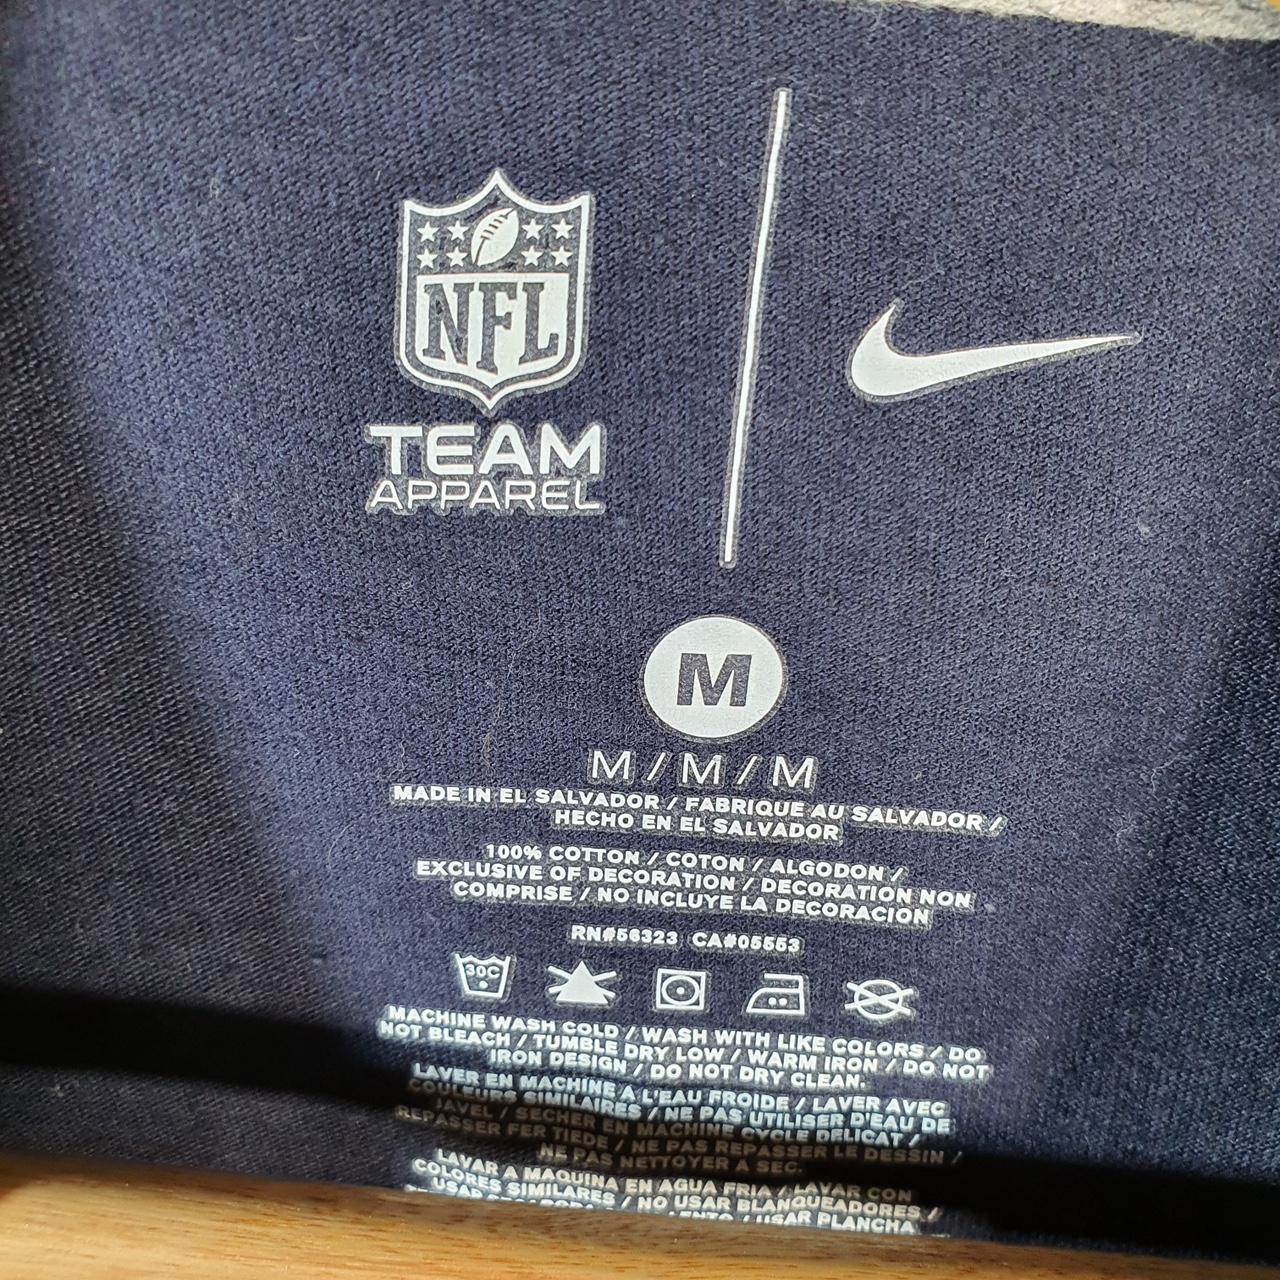 NFL
TEAM
APPAREL
M
M / M / M
MADE IN EL SALVADOR / FABRIQUE AU SALVADOR /
HECHO EN EL SALVADOR
100% COTTON / COTON / ALGODON /
EXCLUSIVE OF DECORATION / DECORATION NON
COMPRISE / NO INCLUYE LA DECORACION
RN#56323 CA#05553
30C
MACHINE WASH COLD / WASH WITH LIKE COLORS / DO
NOT BLEACH / TUMBLE DRY LOW / WARM IRON / DO NOT
IRON DESIGN / DO NOT DRY CLEAN.
LAVER EN MACHINE A L'EAU FROIDE / LAVER AVEC
COULEURS SIMILAIRES / NE PAS UTILISER D'EAU DE
JAVEL / SECHER EN MACHINE CYCLE DELICAT /
REPASSER FER TIEDE / NE PAS REPASSER LE DESSIN /
NE PAS NETTOYER A SEC.
LAVAR A MAQUINA EN AGUA FRIA / LAVAR CON
COLORES SIMILARES / NO USAR BLANQUEADORES /
USAR / USAR PLANCHA